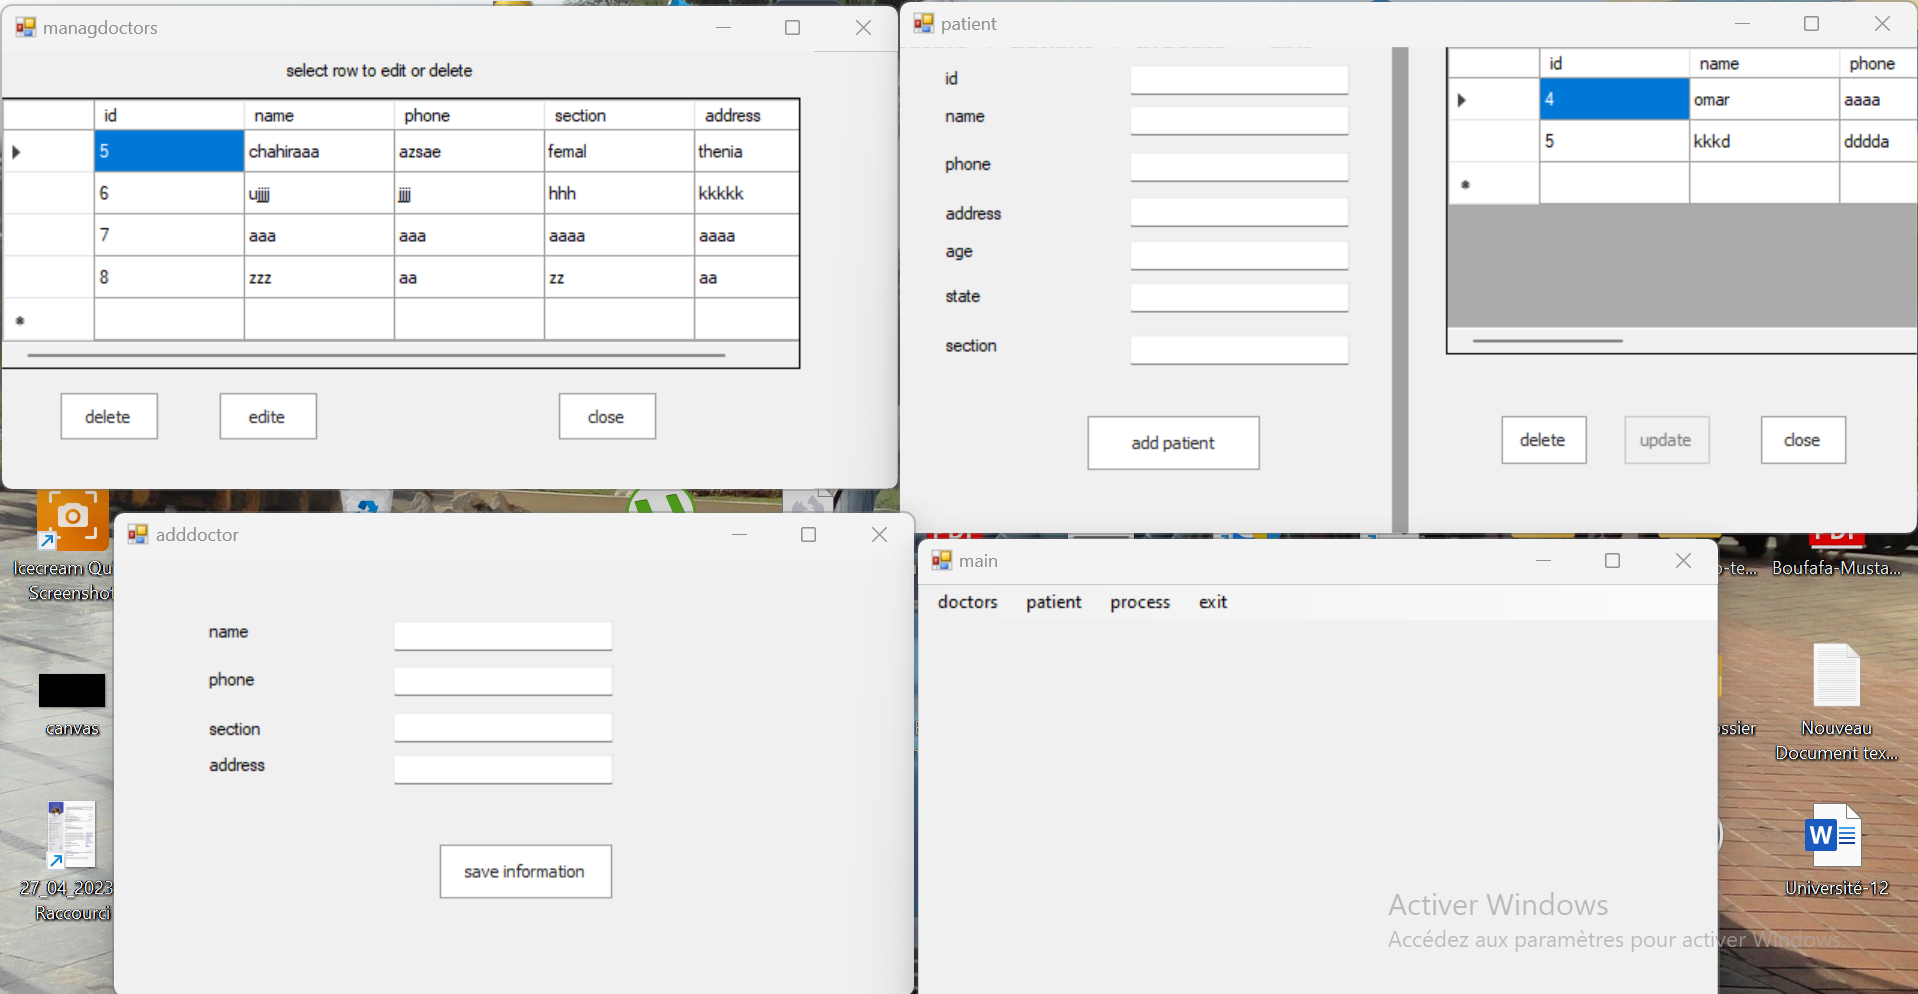 managdoctors
select row to edit or delete
id name phone section address
5 chahiraaa azsae femal thenia
6 ujjjj jjjj hhh kkkkk
7 aaa aaa aaaa aaaa
8 zzz aa zz aa
delete edite close
patient
id
name
phone
address
age
state
section
add patient
id name phone
4 omar aaaa
5 kkkd dddda
delete update close
Icecream Qu
Screenshot
canvas
27_04_2023
Raccourci
adddoctor
name
phone
section
address
save information
main
doctors patient process exit
Activer Windows
Accédez aux paramètres pour activer Windows
PDF
o-te...
Boufafa-Musta...
ossier
Nouveau
Document tex...
W
Université-12